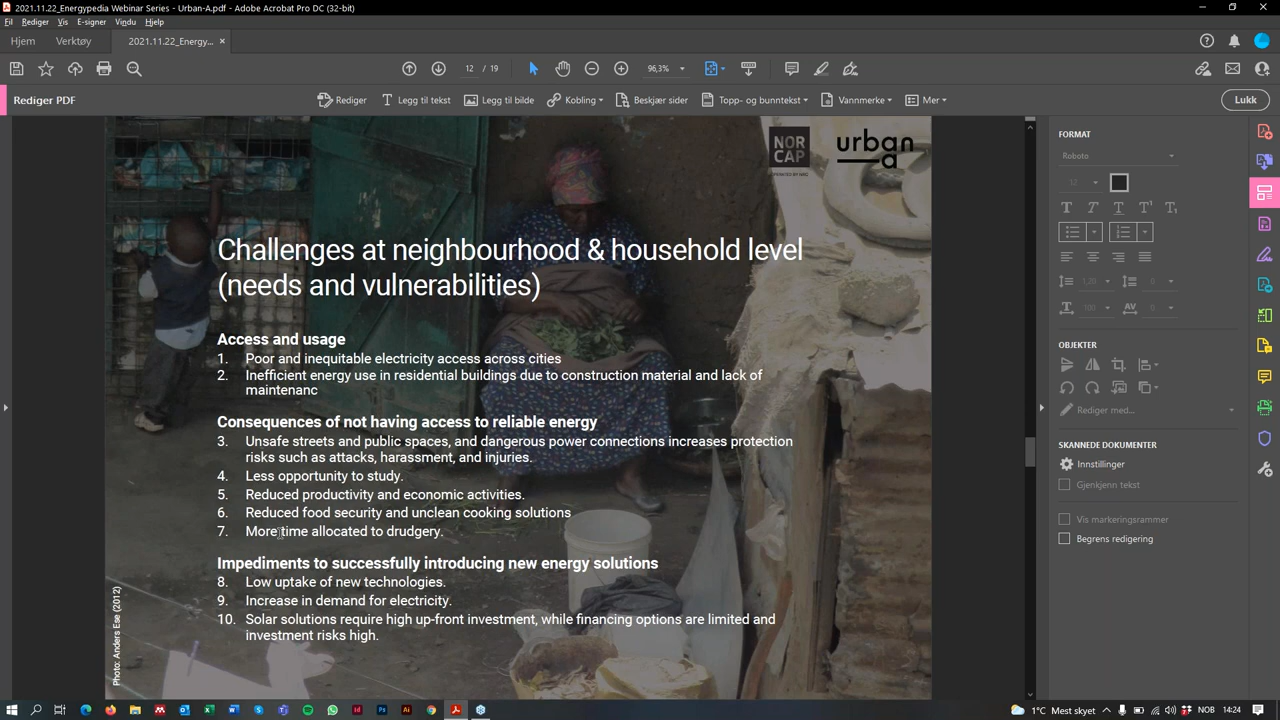 2021.11.22_Energypedia Webinar Series - Urban-A.pdf - Adobe Acrobat Pro DC (32-bit)
Fil Rediger Vis E-signer Vindu Hjelp
Hjem Verktøy 2021.11.22_Energy... ×
12 / 19 96,3%
Rediger PDF Rediger Legg til tekst Legg til bilde Kobling Beskjær sider Topp- og bunntekst Vannmerke Mer Lukk
NOR
CAP
urban
a
Challenges at neighbourhood & household level
(needs and vulnerabilities)
Access and usage
1. Poor and inequitable electricity access across cities
2. Inefficient energy use in residential buildings due to construction material and lack of
maintenanc
Consequences of not having access to reliable energy
3. Unsafe streets and public spaces, and dangerous power connections increases protection
risks such as attacks, harassment, and injuries.
4. Less opportunity to study.
5. Reduced productivity and economic activities.
6. Reduced food security and unclean cooking solutions
7. More time allocated to drudgery.
Impediments to successfully introducing new energy solutions
8. Low uptake of new technologies.
9. Increase in demand for electricity.
10. Solar solutions require high up-front investment, while financing options are limited and
investment risks high.
Photo: Anders Ese (2012)
FORMAT
Roboto
12
1,20 0
100 AV 0
OBJEKTER
Rediger med...
SKANNEDE DOKUMENTER
Innstillinger
Gjenkjenn tekst
Vis markeringsrammer
Begrens redigering
1°C Mest skyet NOB 14:24